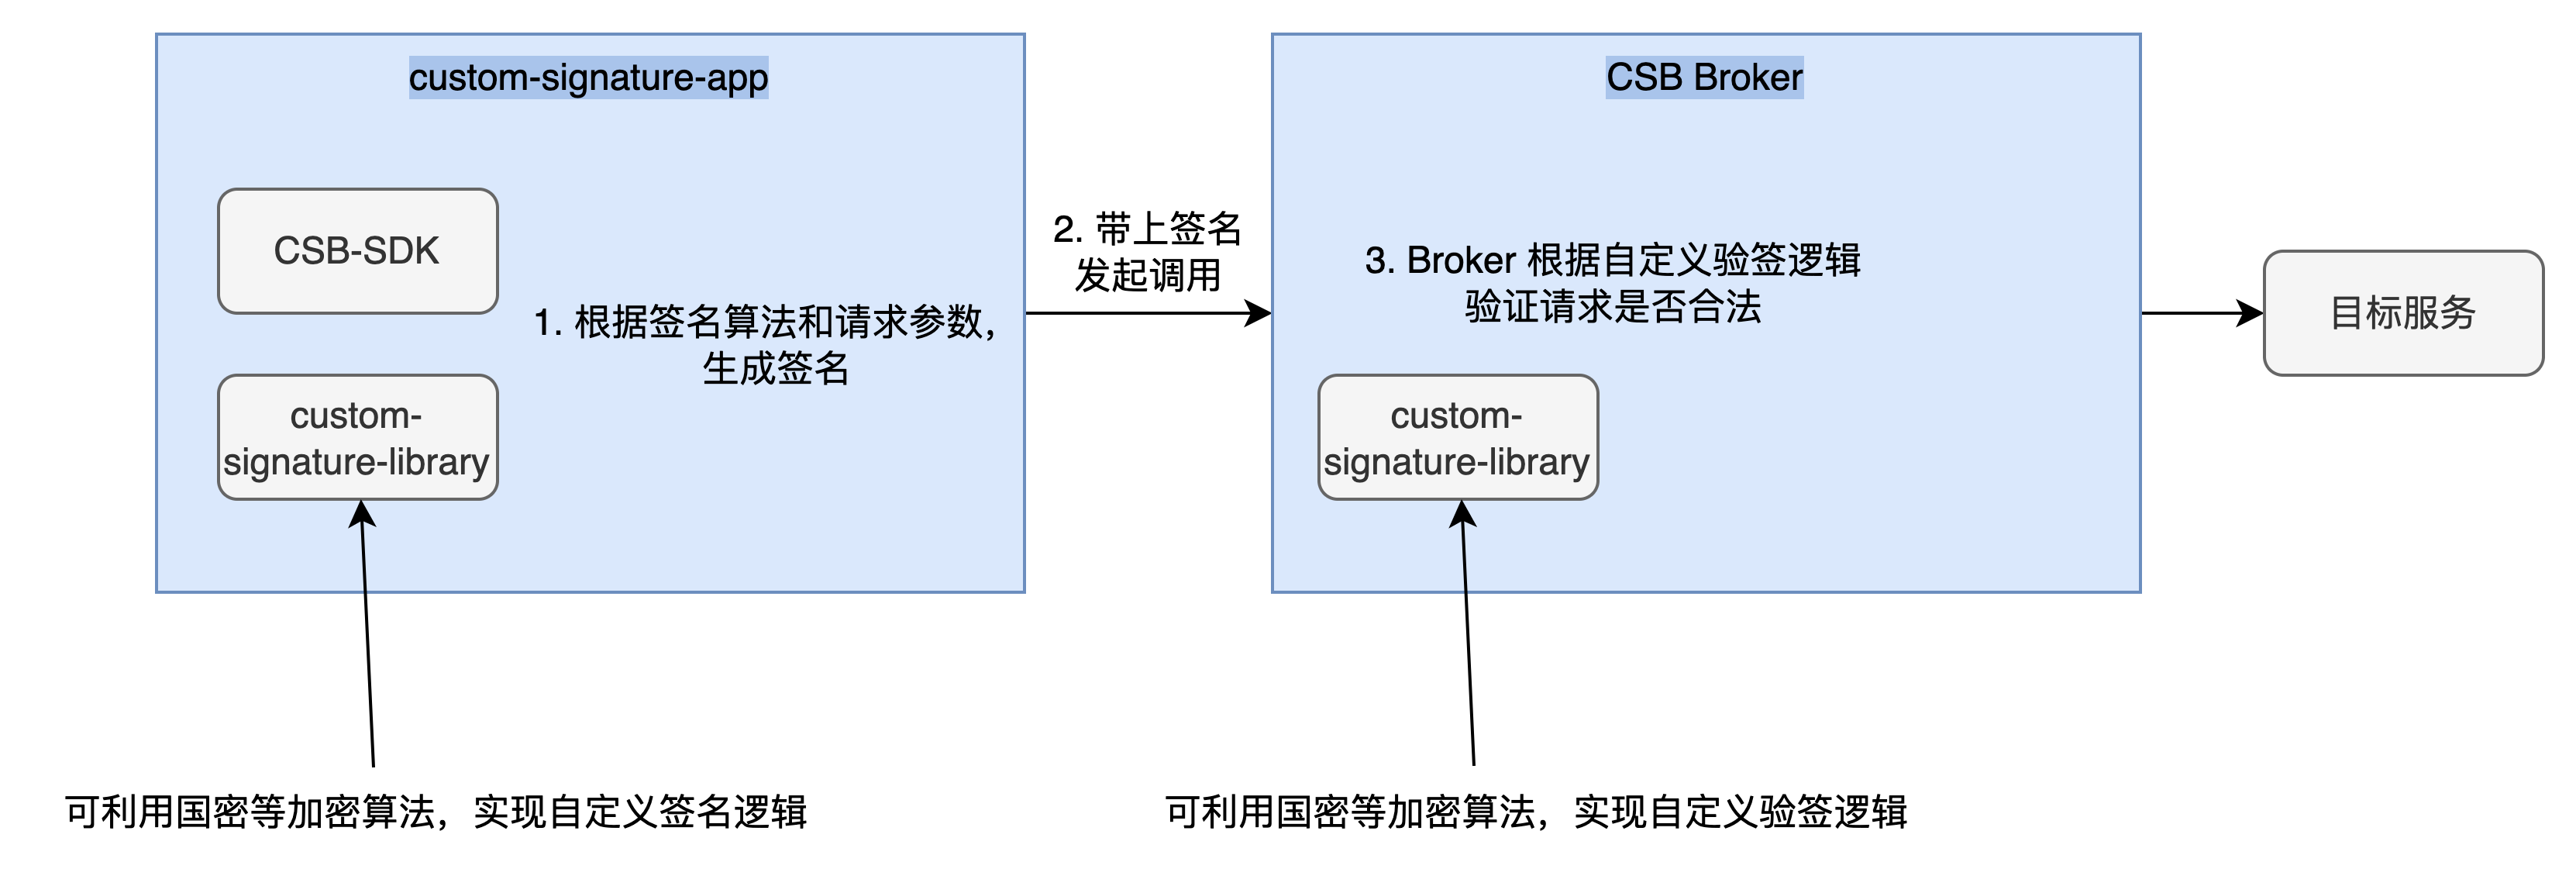 custom-signature-app
CSB-SDK
1. 根据签名算法和请求参数，
生成签名
custom-
signature-library
可利用国密等加密算法，实现自定义签名逻辑
2. 带上签名
发起调用
CSB Broker
3. Broker 根据自定义验签逻辑
验证请求是否合法
custom-
signature-library
可利用国密等加密算法，实现自定义验签逻辑
目标服务